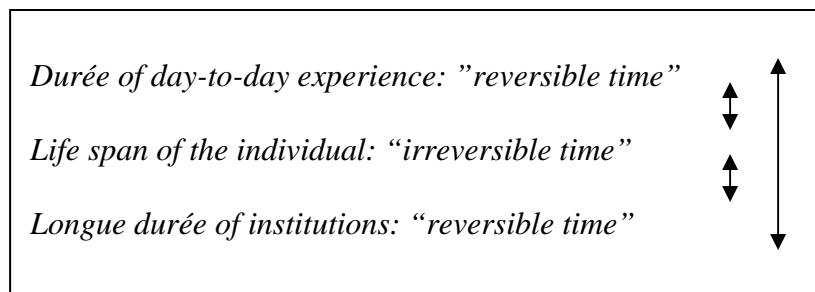 Durée of day-to-day experience: ”reversible time”
Life span of the individual: “irreversible time”
Longue durée of institutions: “reversible time”